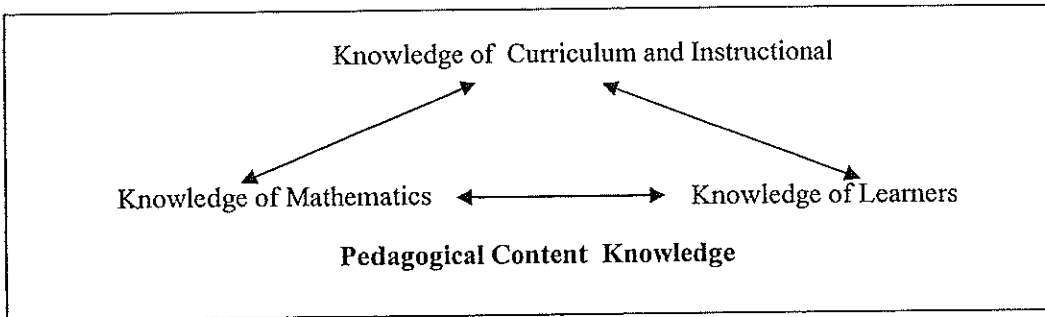 Knowledge of Curriculum and Instructional
Knowledge of Mathematics
Knowledge of Learners
Pedagogical Content Knowledge